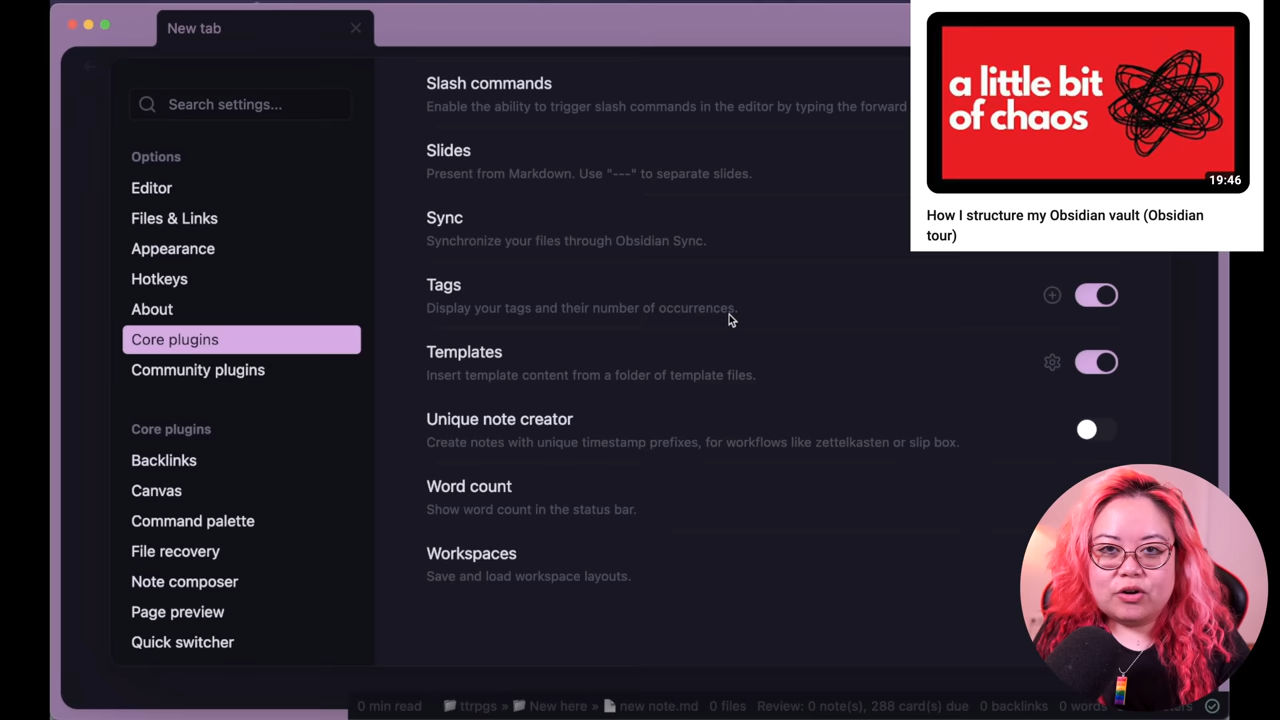 New tab
Search settings...
Options
Editor
Files & Links
Appearance
Hotkeys
About
Core plugins
Community plugins
Core plugins
Backlinks
Canvas
Command palette
File recovery
Note composer
Page preview
Quick switcher
Slash commands
Enable the ability to trigger slash commands in the editor by typing the forward
Slides
Present from Markdown. Use "---" to separate slides.
Sync
Synchronize your files through Obsidian Sync.
Tags
Display your tags and their number of occurrences.
Templates
Insert template content from a folder of template files.
Unique note creator
Create notes with unique timestamp prefixes, for workflows like zettelkasten or slip box.
Word count
Show word count in the status bar.
Workspaces
Save and load workspace layouts.
a little bit
of chaos
19:46
How I structure my Obsidian vault (Obsidian
tour)
0 min read ttrpgs » New here » new note.md 0 files Review: 0 note(s), 288 card(s) due 0 backlinks 0 words